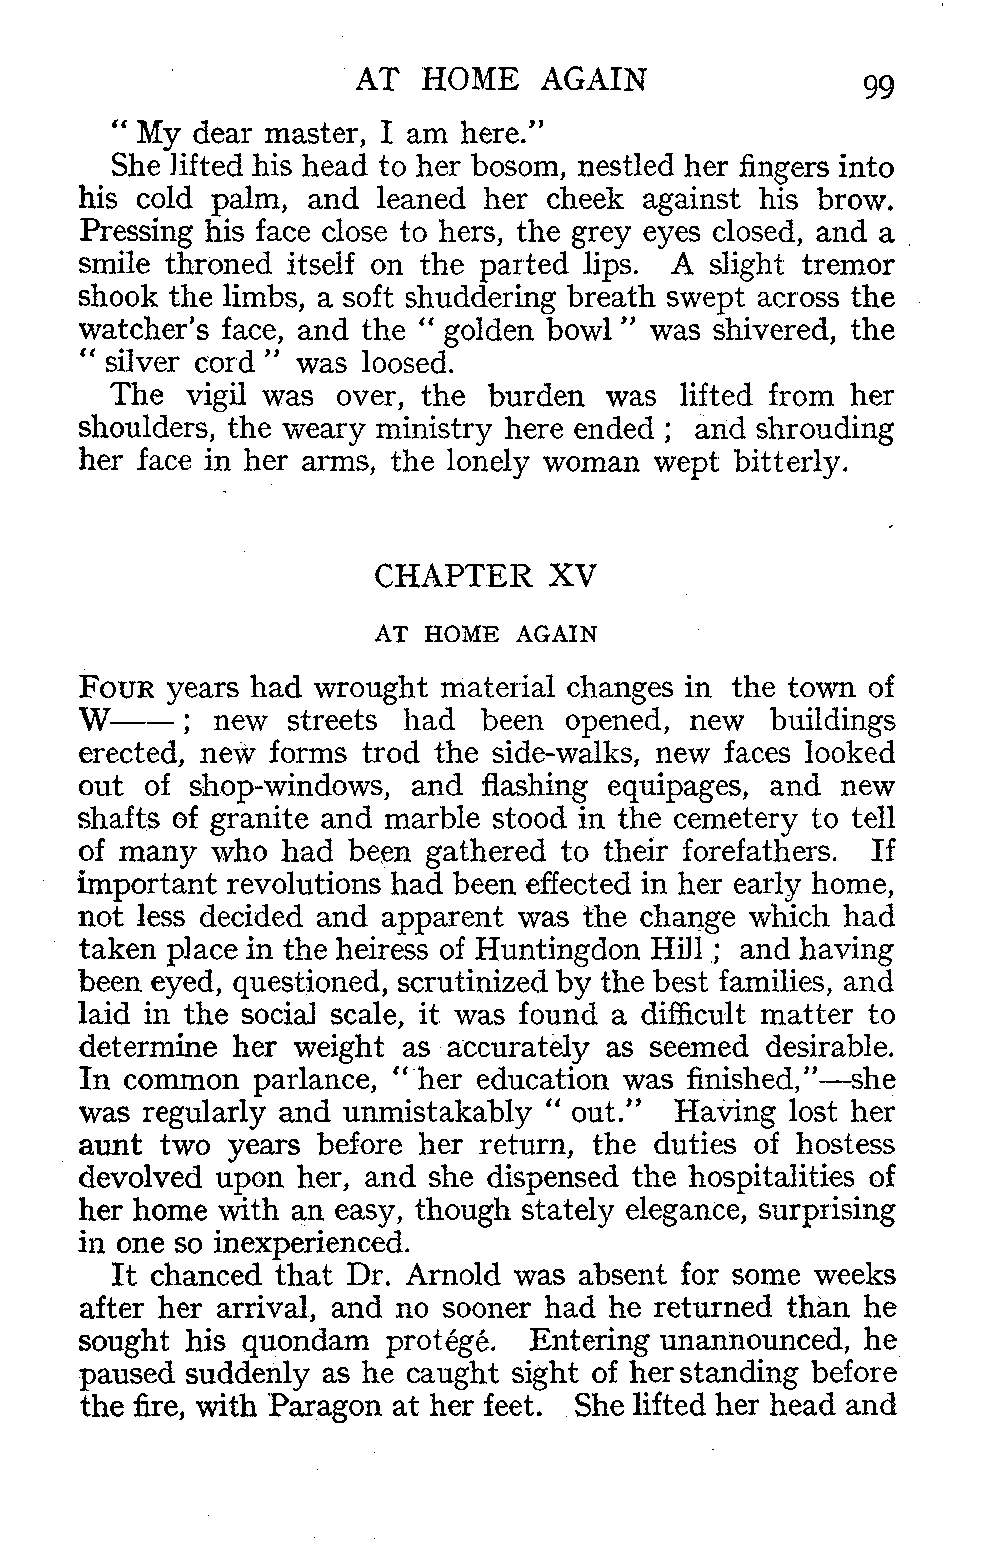 AT HOME AGAIN 99
“ My dear master, I am here.”
She lifted his head to her bosom, nestled her fingers into
his cold palm, and leaned her cheek against his brow.
Pressing his face close to hers, the grey eyes closed, and a
smile throned itself on the parted lips. A slight tremor
shook the limbs, a soft shuddering breath swept across the
watcher’s face, and the “ golden bowl ” was shivered, the
“ silver cord ” was loosed.
The vigil was over, the burden was lifted from her
shoulders, the weary ministry here ended ; and shrouding
her face in her arms, the lonely woman wept bitterly.
CHAPTER XV
AT HOME AGAIN
FOUR years had wrought material changes in the town of
W—— ; new streets had been opened, new buildings
erected, new forms trod the side-walks, new faces looked
out of shop-windows, and flashing equipages, and new
shafts of granite and marble stood in the cemetery to tell
of many who had been gathered to their forefathers. If
important revolutions had been effected in her early home,
not less decided and apparent was the change which had
taken place in the heiress of Huntingdon Hill ; and having
been eyed, questioned, scrutinized by the best families, and
laid in the social scale, it was found a difficult matter to
determine her weight as accurately as seemed desirable.
In common parlance, “ her education was finished,”—she
was regularly and unmistakably “ out.” Having lost her
aunt two years before her return, the duties of hostess
devolved upon her, and she dispensed the hospitalities of
her home with an easy, though stately elegance, surprising
in one so inexperienced.
It chanced that Dr. Arnold was absent for some weeks
after her arrival, and no sooner had he returned than he
sought his quondam protégé. Entering unannounced, he
paused suddenly as he caught sight of her standing before
the fire, with Paragon at her feet. She lifted her head and